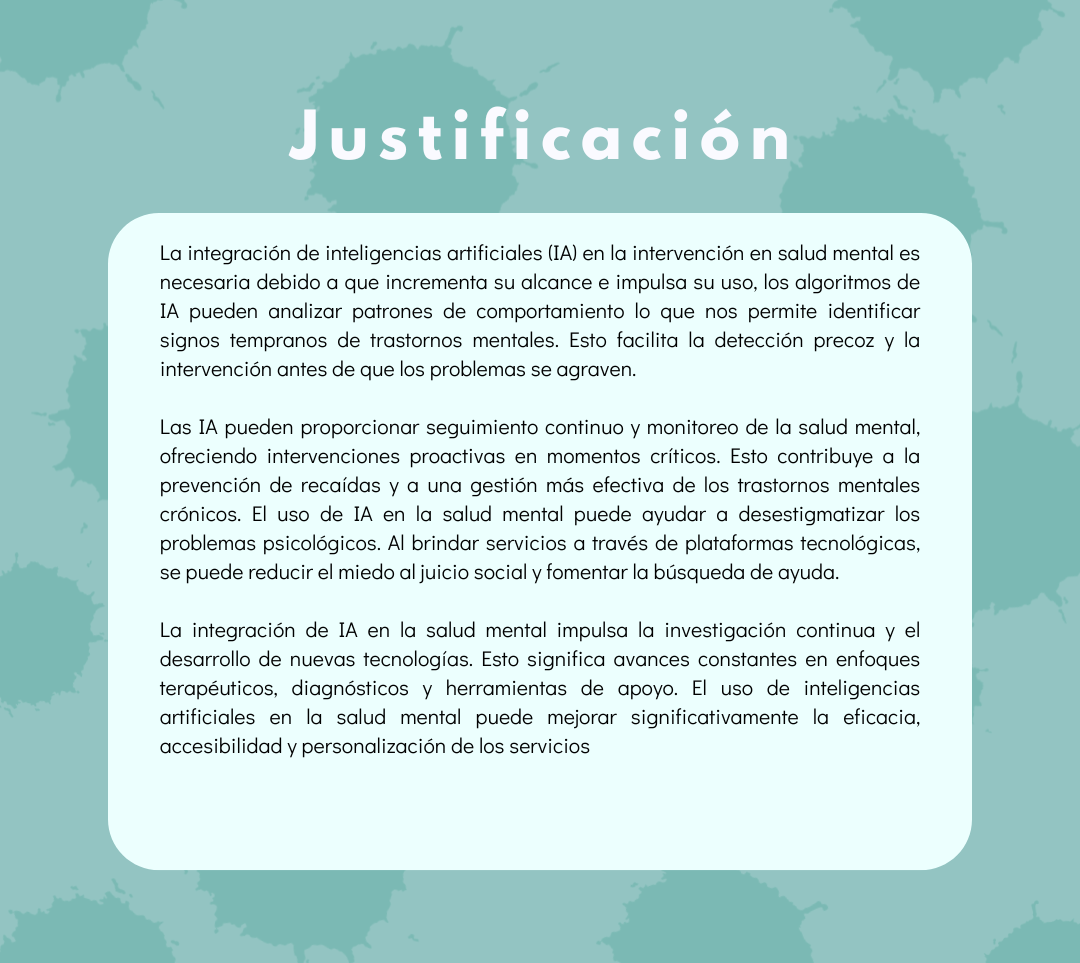 Justificación
La integración de inteligencias artificiales (IA) en la intervención en salud mental es
necesaria debido a que incrementa su alcance e impulsa su uso, los algoritmos de
IA pueden analizar patrones de comportamiento lo que nos permite identificar
signos tempranos de trastornos mentales. Esto facilita la detección precoz y la
intervención antes de que los problemas se agraven.
Las IA pueden proporcionar seguimiento continuo y monitoreo de la salud mental,
ofreciendo intervenciones proactivas en momentos críticos. Esto contribuye a la
prevención de recaídas y a una gestión más efectiva de los trastornos mentales
crónicos. El uso de IA en la salud mental puede ayudar a desestigmatizar los
problemas psicológicos. Al brindar servicios a través de plataformas tecnológicas,
se puede reducir el miedo al juicio social y fomentar la búsqueda de ayuda.
La integración de IA en la salud mental impulsa la investigación continua y el
desarrollo de nuevas tecnologías. Esto significa avances constantes en enfoques
terapéuticos, diagnósticos y herramientas de apoyo. El uso de inteligencias
artificiales en la salud mental puede mejorar significativamente la eficacia,
accesibilidad y personalización de los servicios